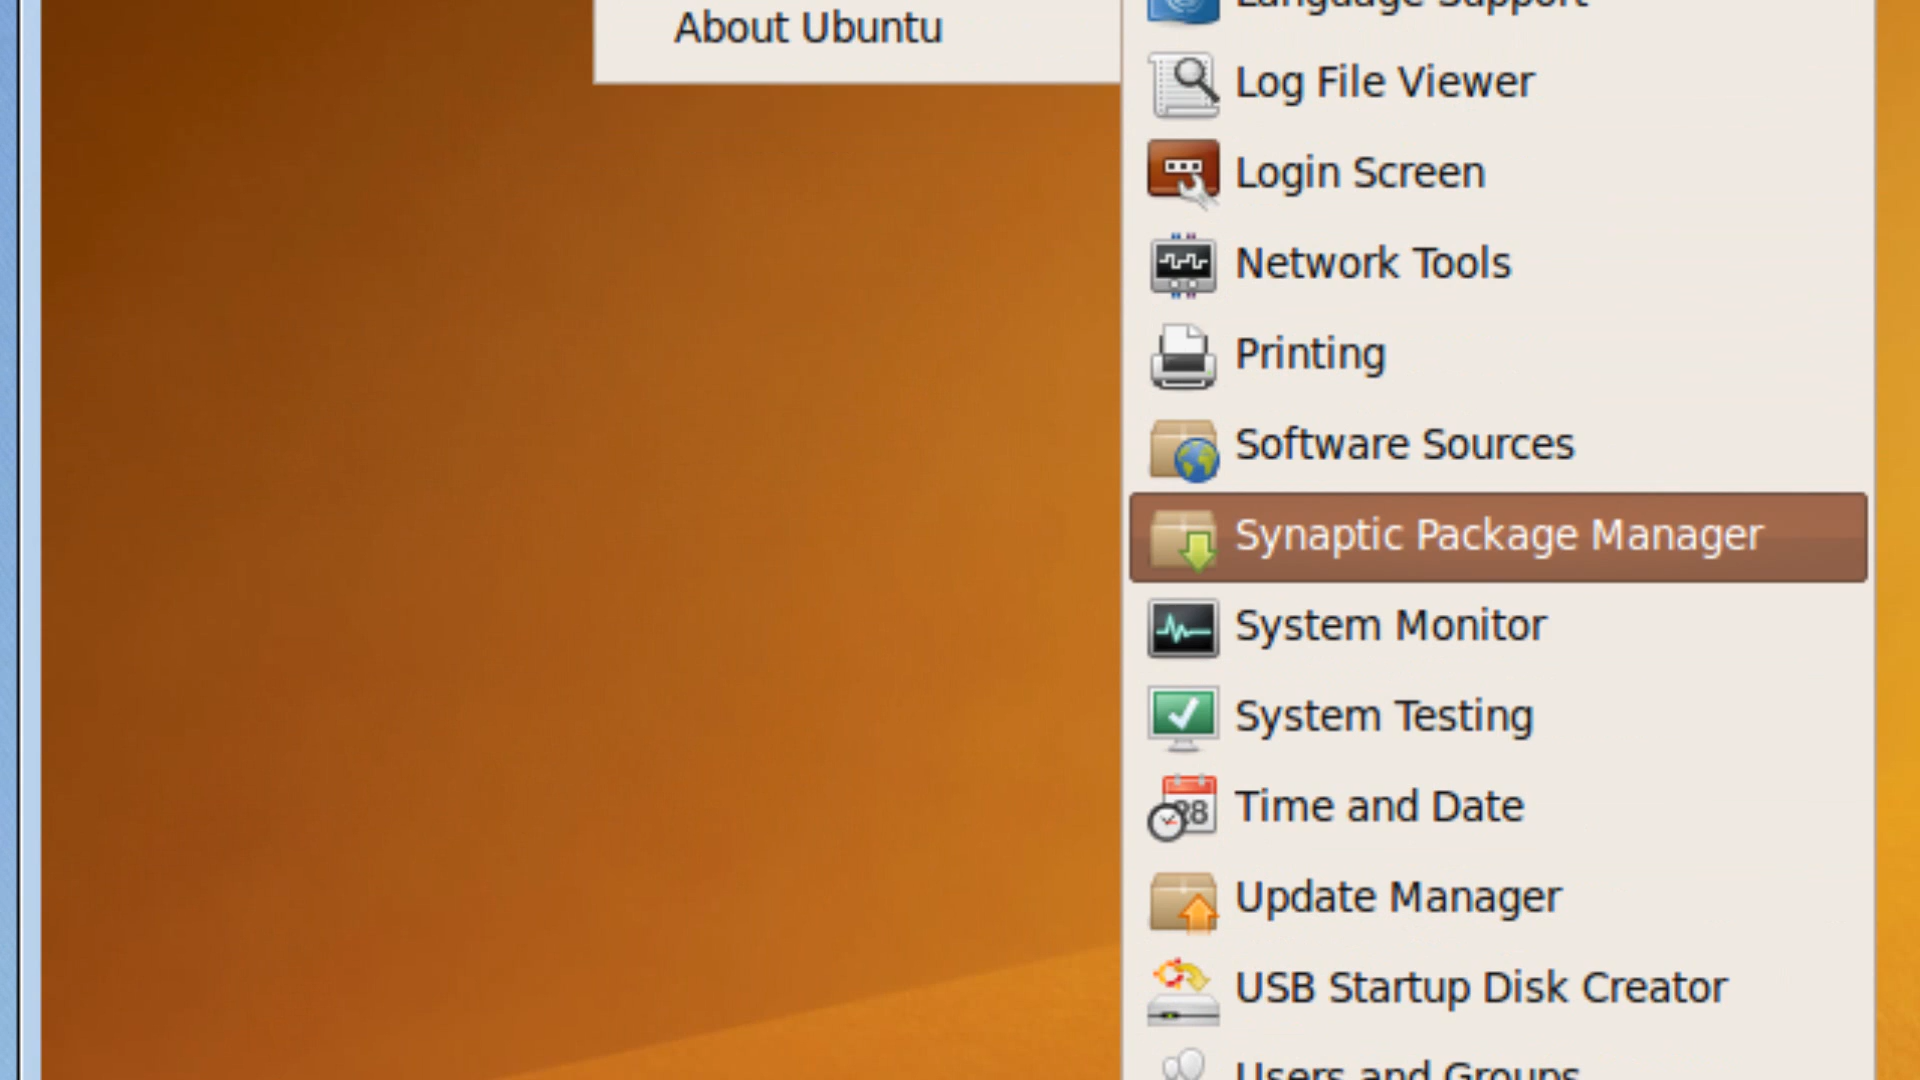 About Ubuntu
Language Support
Log File Viewer
Login Screen
Network Tools
Printing
Software Sources
Synaptic Package Manager
System Monitor
System Testing
Time and Date
28
Update Manager
USB Startup Disk Creator
Users and Groups